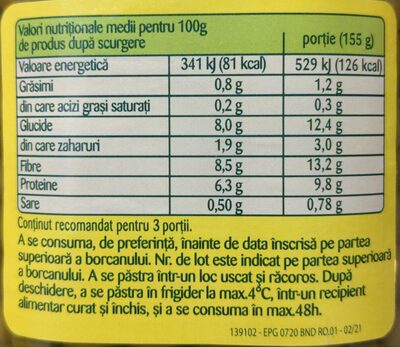 Valori nutriționale medii pentru 100g
de produs după scurgere
porție (155 g)
Valoare energetică 341 kJ (81 kcal) 529 kJ (126 kcal)
Grăsimi 0,8 g 1,2 g
din care acizi grași saturați 0,2 g 0,3 g
Glucide 8,0 g 12,4 g
din care zaharuri 1,9 g 3,0 g
Fibre 8,5 g 13,2 g
Proteine 6,3 g 9,8 g
Sare 0,50 g 0,78 g
Conținut recomandat pentru 3 porții.
A se consuma, de preferință, înainte de data înscrisă pe partea
superioară a borcanului. Nr. de lot este indicat pe partea superioară
a borcanului. A se păstra într-un loc uscat și răcoros. După
deschidere, a se păstra în frigider la max.4°C, într-un recipient
alimentar curat și închis, și a se consuma în max.48h.
139102 - EPG 0720 BND RO.01 - 02/21